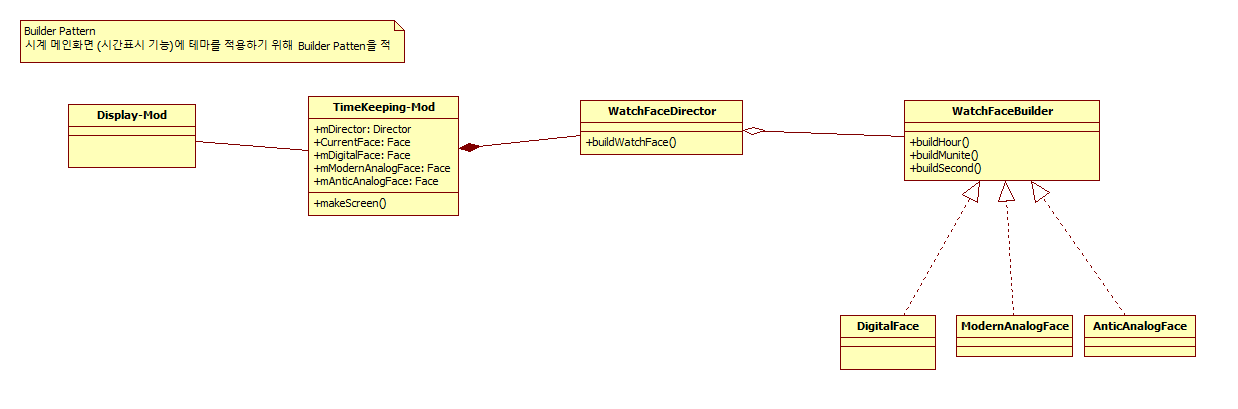 Builder Pattern
시계 메인화면 (시간표시 기능)에 테마를 적용하기 위해 Builder Patten을 적
Display-Mod
TimeKeeping-Mod
+mDirector: Director
+CurrentFace: Face
+mDigitalFace: Face
+mModernAnalogFace: Face
+mAnticAnalogFace: Face
+makeScreen()
WatchFaceDirector
+buildWatchFace()
WatchFaceBuilder
+buildHour()
+buildMunite()
+buildSecond()
DigitalFace
ModernAnalogFace
AnticAnalogFace